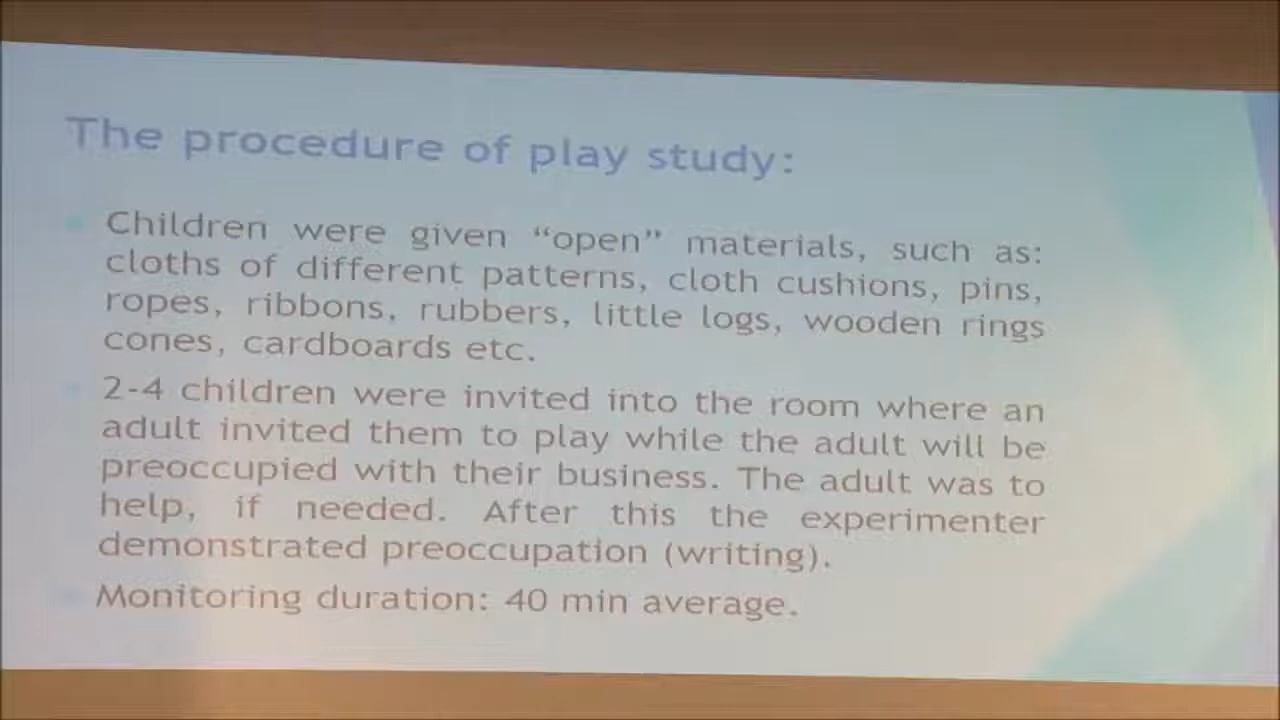 The procedure of play study:
Children were given “open” materials, such as:
cloths of different patterns, cloth cushions, pins,
ropes, ribbons, rubbers, little logs, wooden rings
cones, cardboards etc.
2-4 children were invited into the room where an
adult invited them to play while the adult will be
preoccupied with their business. The adult was to
help, if needed. After this the experimenter
demonstrated preoccupation (writing).
Monitoring duration: 40 min average.